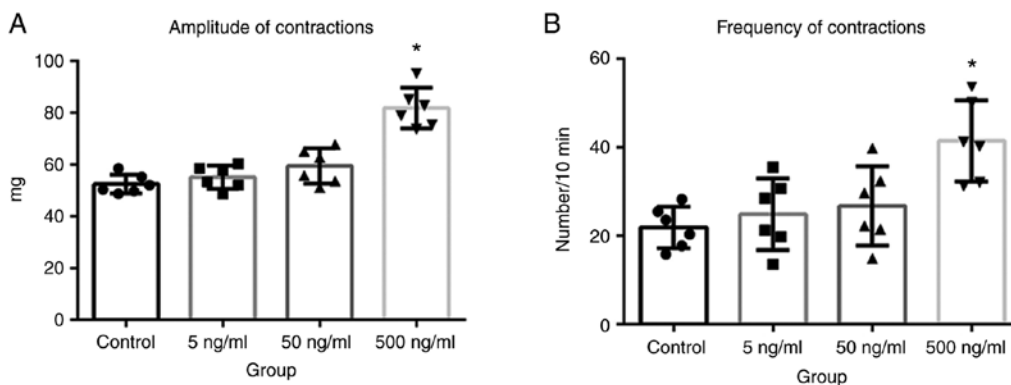 A
Amplitude of contractions
*
100
80
60
40
20
0
mg
Control 5 ng/ml 50 ng/ml 500 ng/ml
Group
B
Frequency of contractions
*
60
40
20
0
Number/10 min
Control 5 ng/ml 50 ng/ml 500 ng/ml
Group